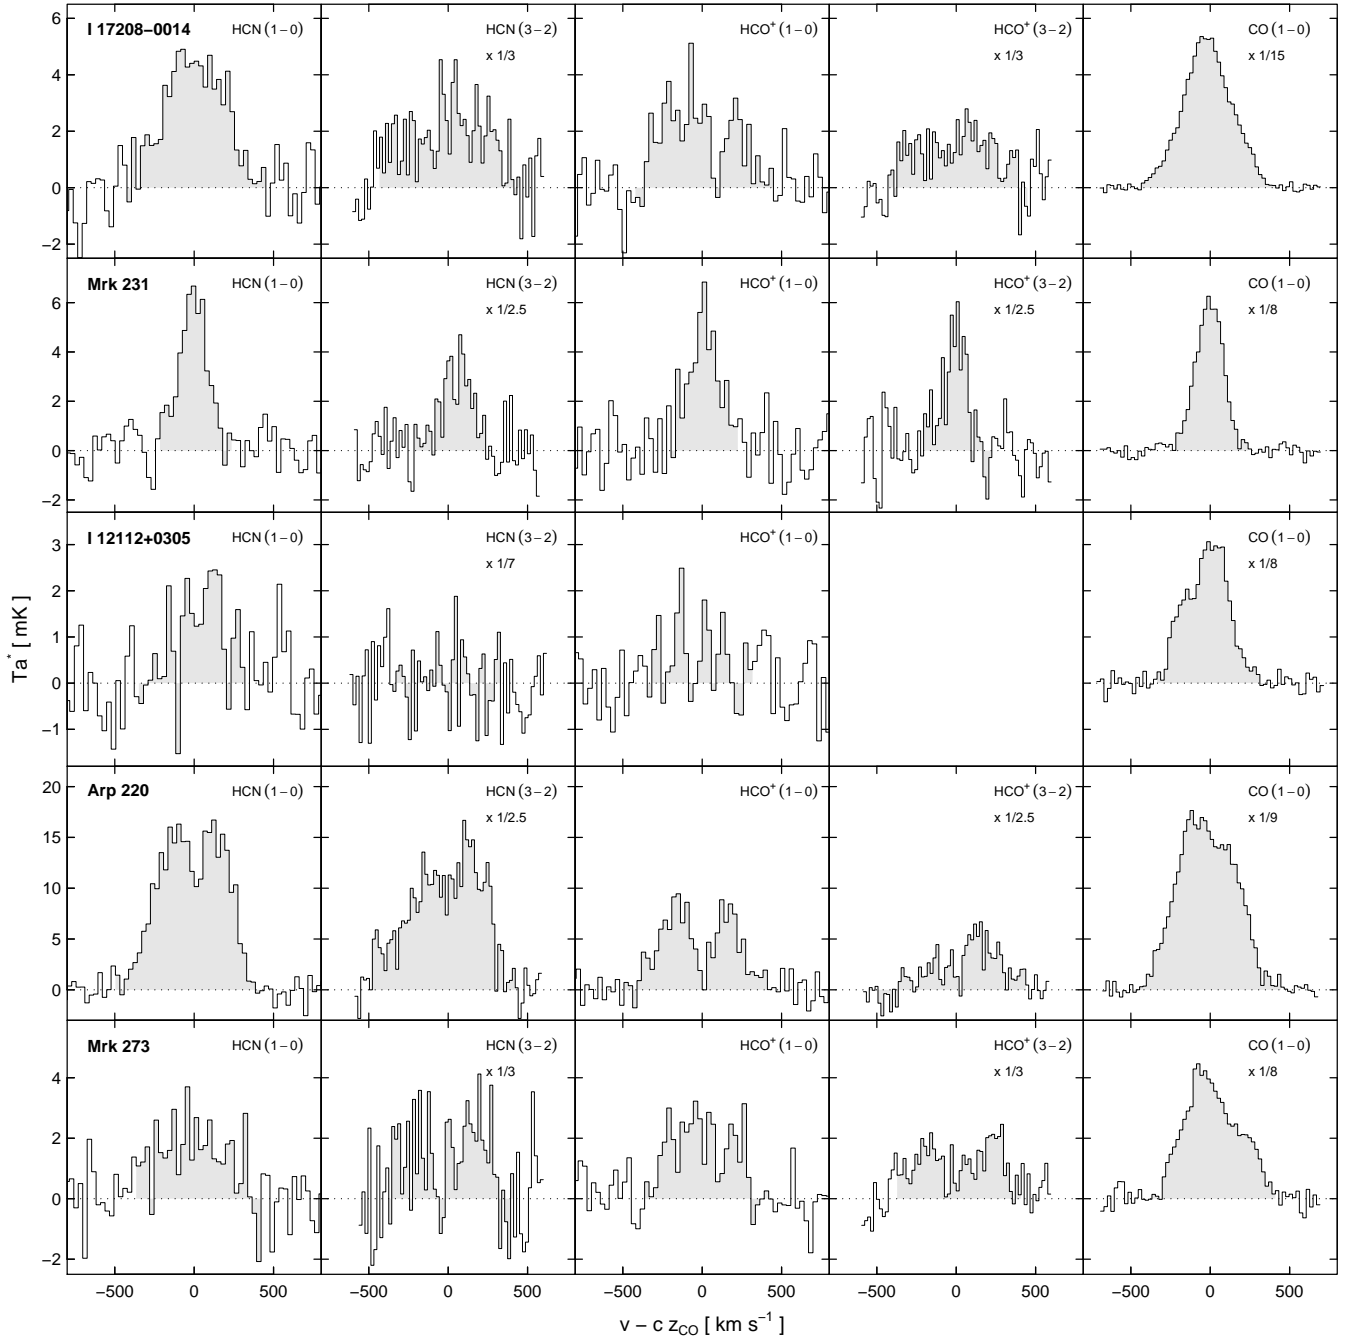 I 17208−0014 HCN (1−0) HCN (3−2) HCO⁺ (1−0) HCO⁺ (3−2) CO (1−0)
x 1/3 x 1/3 x 1/15
6
4
2
0
−2
Mrk 231 HCN (1−0) HCN (3−2) HCO⁺ (1−0) HCO⁺ (3−2) CO (1−0)
x 1/2.5 x 1/2.5 x 1/8
6
4
2
0
−2
I 12112+0305 HCN (1−0) HCN (3−2) HCO⁺ (1−0) CO (1−0)
x 1/7 x 1/8
3
2
1
0
−1
Ta* [ mK ]
Arp 220 HCN (1−0) HCN (3−2) HCO⁺ (1−0) HCO⁺ (3−2) CO (1−0)
x 1/2.5 x 1/2.5 x 1/9
20
15
10
5
0
Mrk 273 HCN (1−0) HCN (3−2) HCO⁺ (1−0) HCO⁺ (3−2) CO (1−0)
x 1/3 x 1/3 x 1/8
4
2
0
−2
−500 0 500 −500 0 500 −500 0 500 −500 0 500 −500 0 500
v − c z_CO [ km s⁻¹ ]